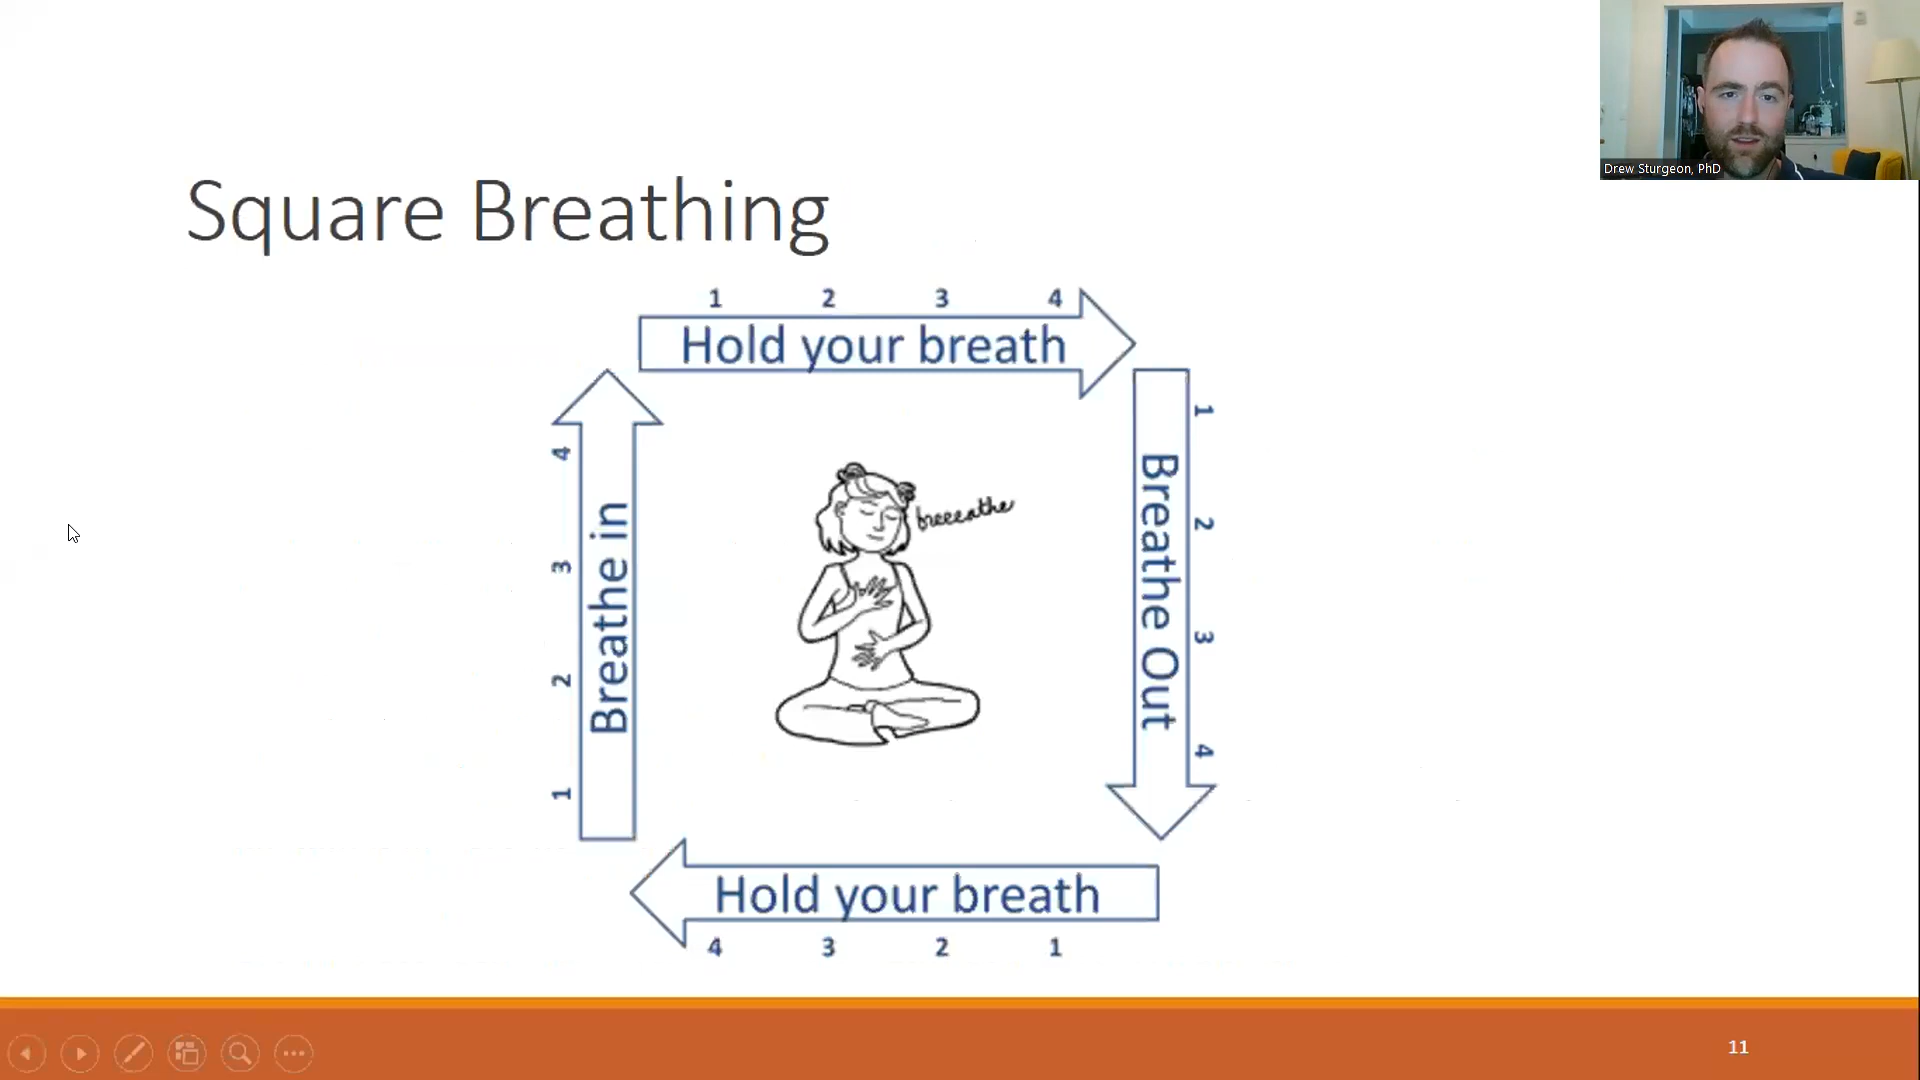 Drew Sturgeon, PhD
Square Breathing
1 2 3 4
Hold your breath
1 2 3 4
Breathe Out
breeeathe
Breathe in
1 2 3 4
Hold your breath
4 3 2 1
11